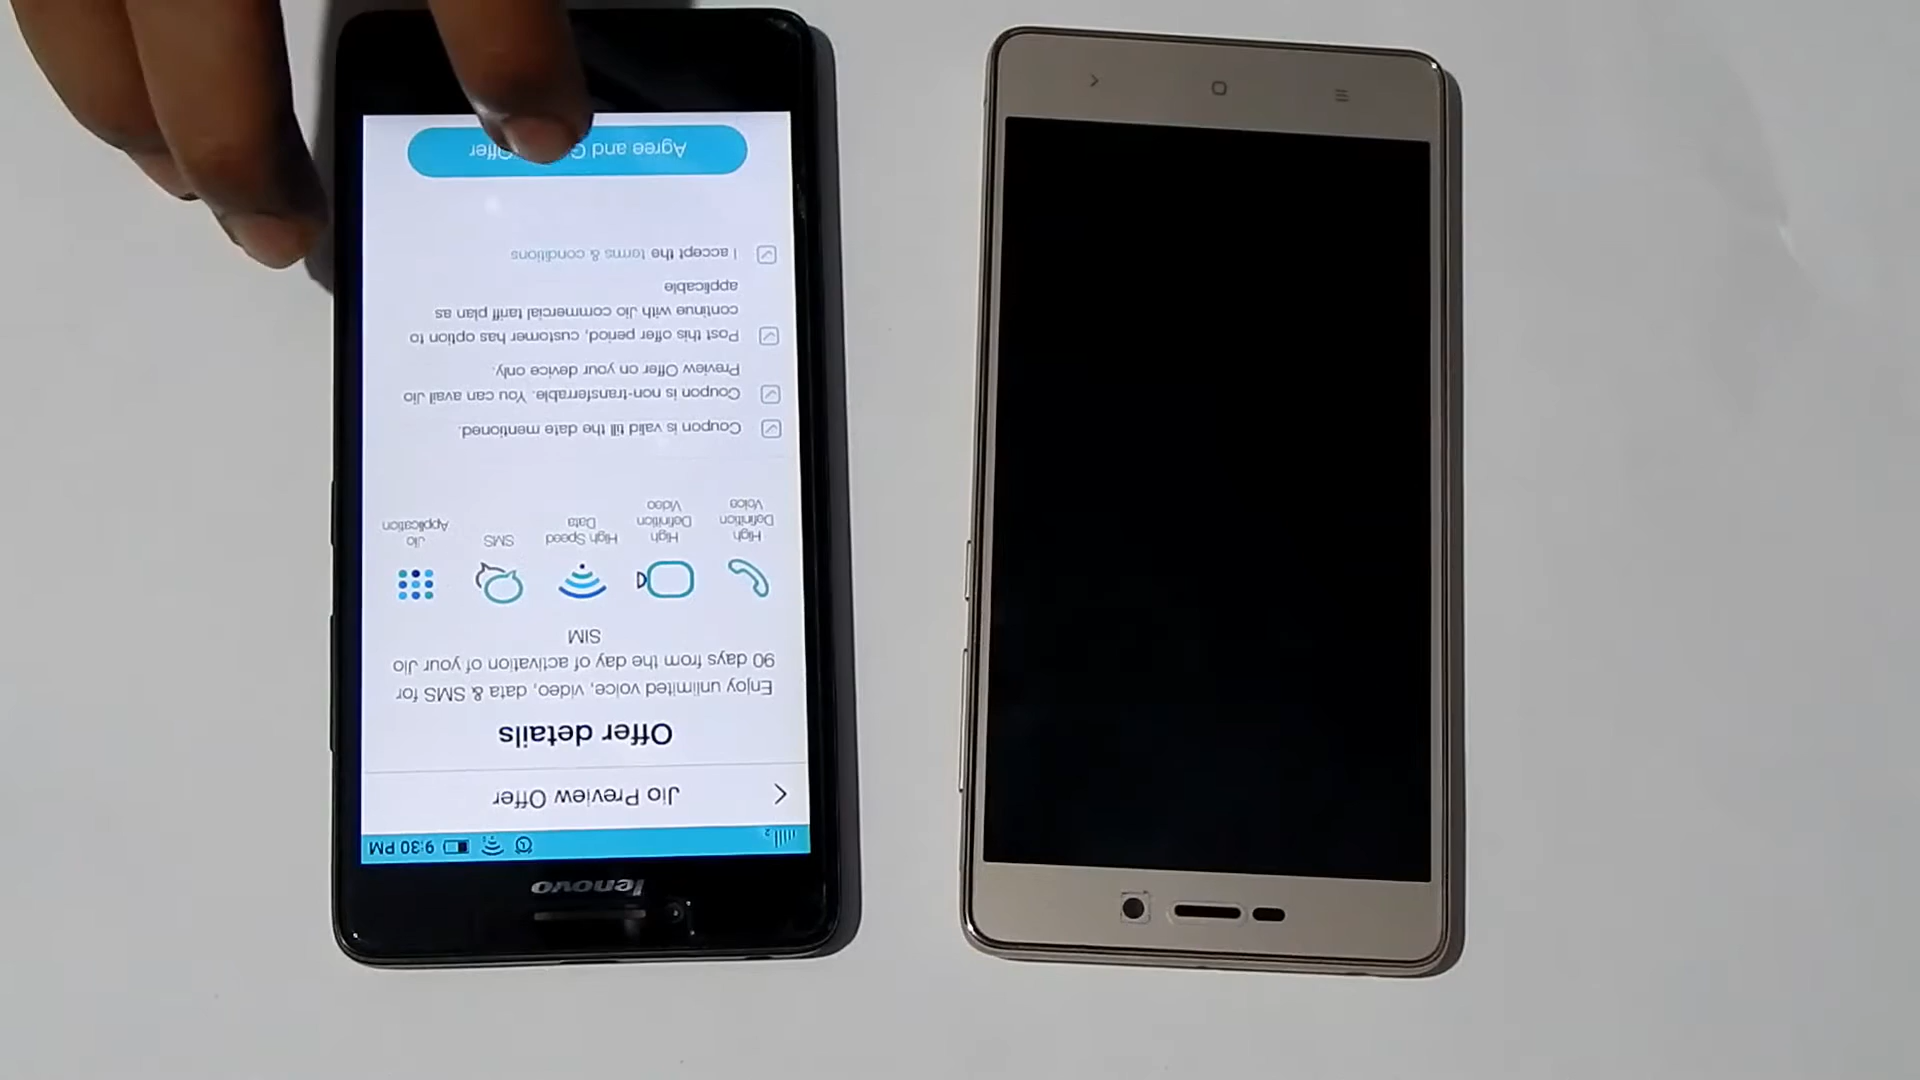 lenovo
2 9:30 PM
Jio Preview Offer
Offer details
Enjoy unlimited voice, video, data & SMS for
90 days from the day of activation of your Jio
SIM
High
Definition
Voice
High
Definition
Video
High Speed
Data
SMS
Jio
Application
Coupon is valid till the date mentioned.
Coupon is non-transferrable. You can avail Jio
Preview Offer on your device only.
Post this offer period, customer has option to
continue with Jio commercial tariff plan as
applicable
I accept the terms & conditions
Agree and G Offer